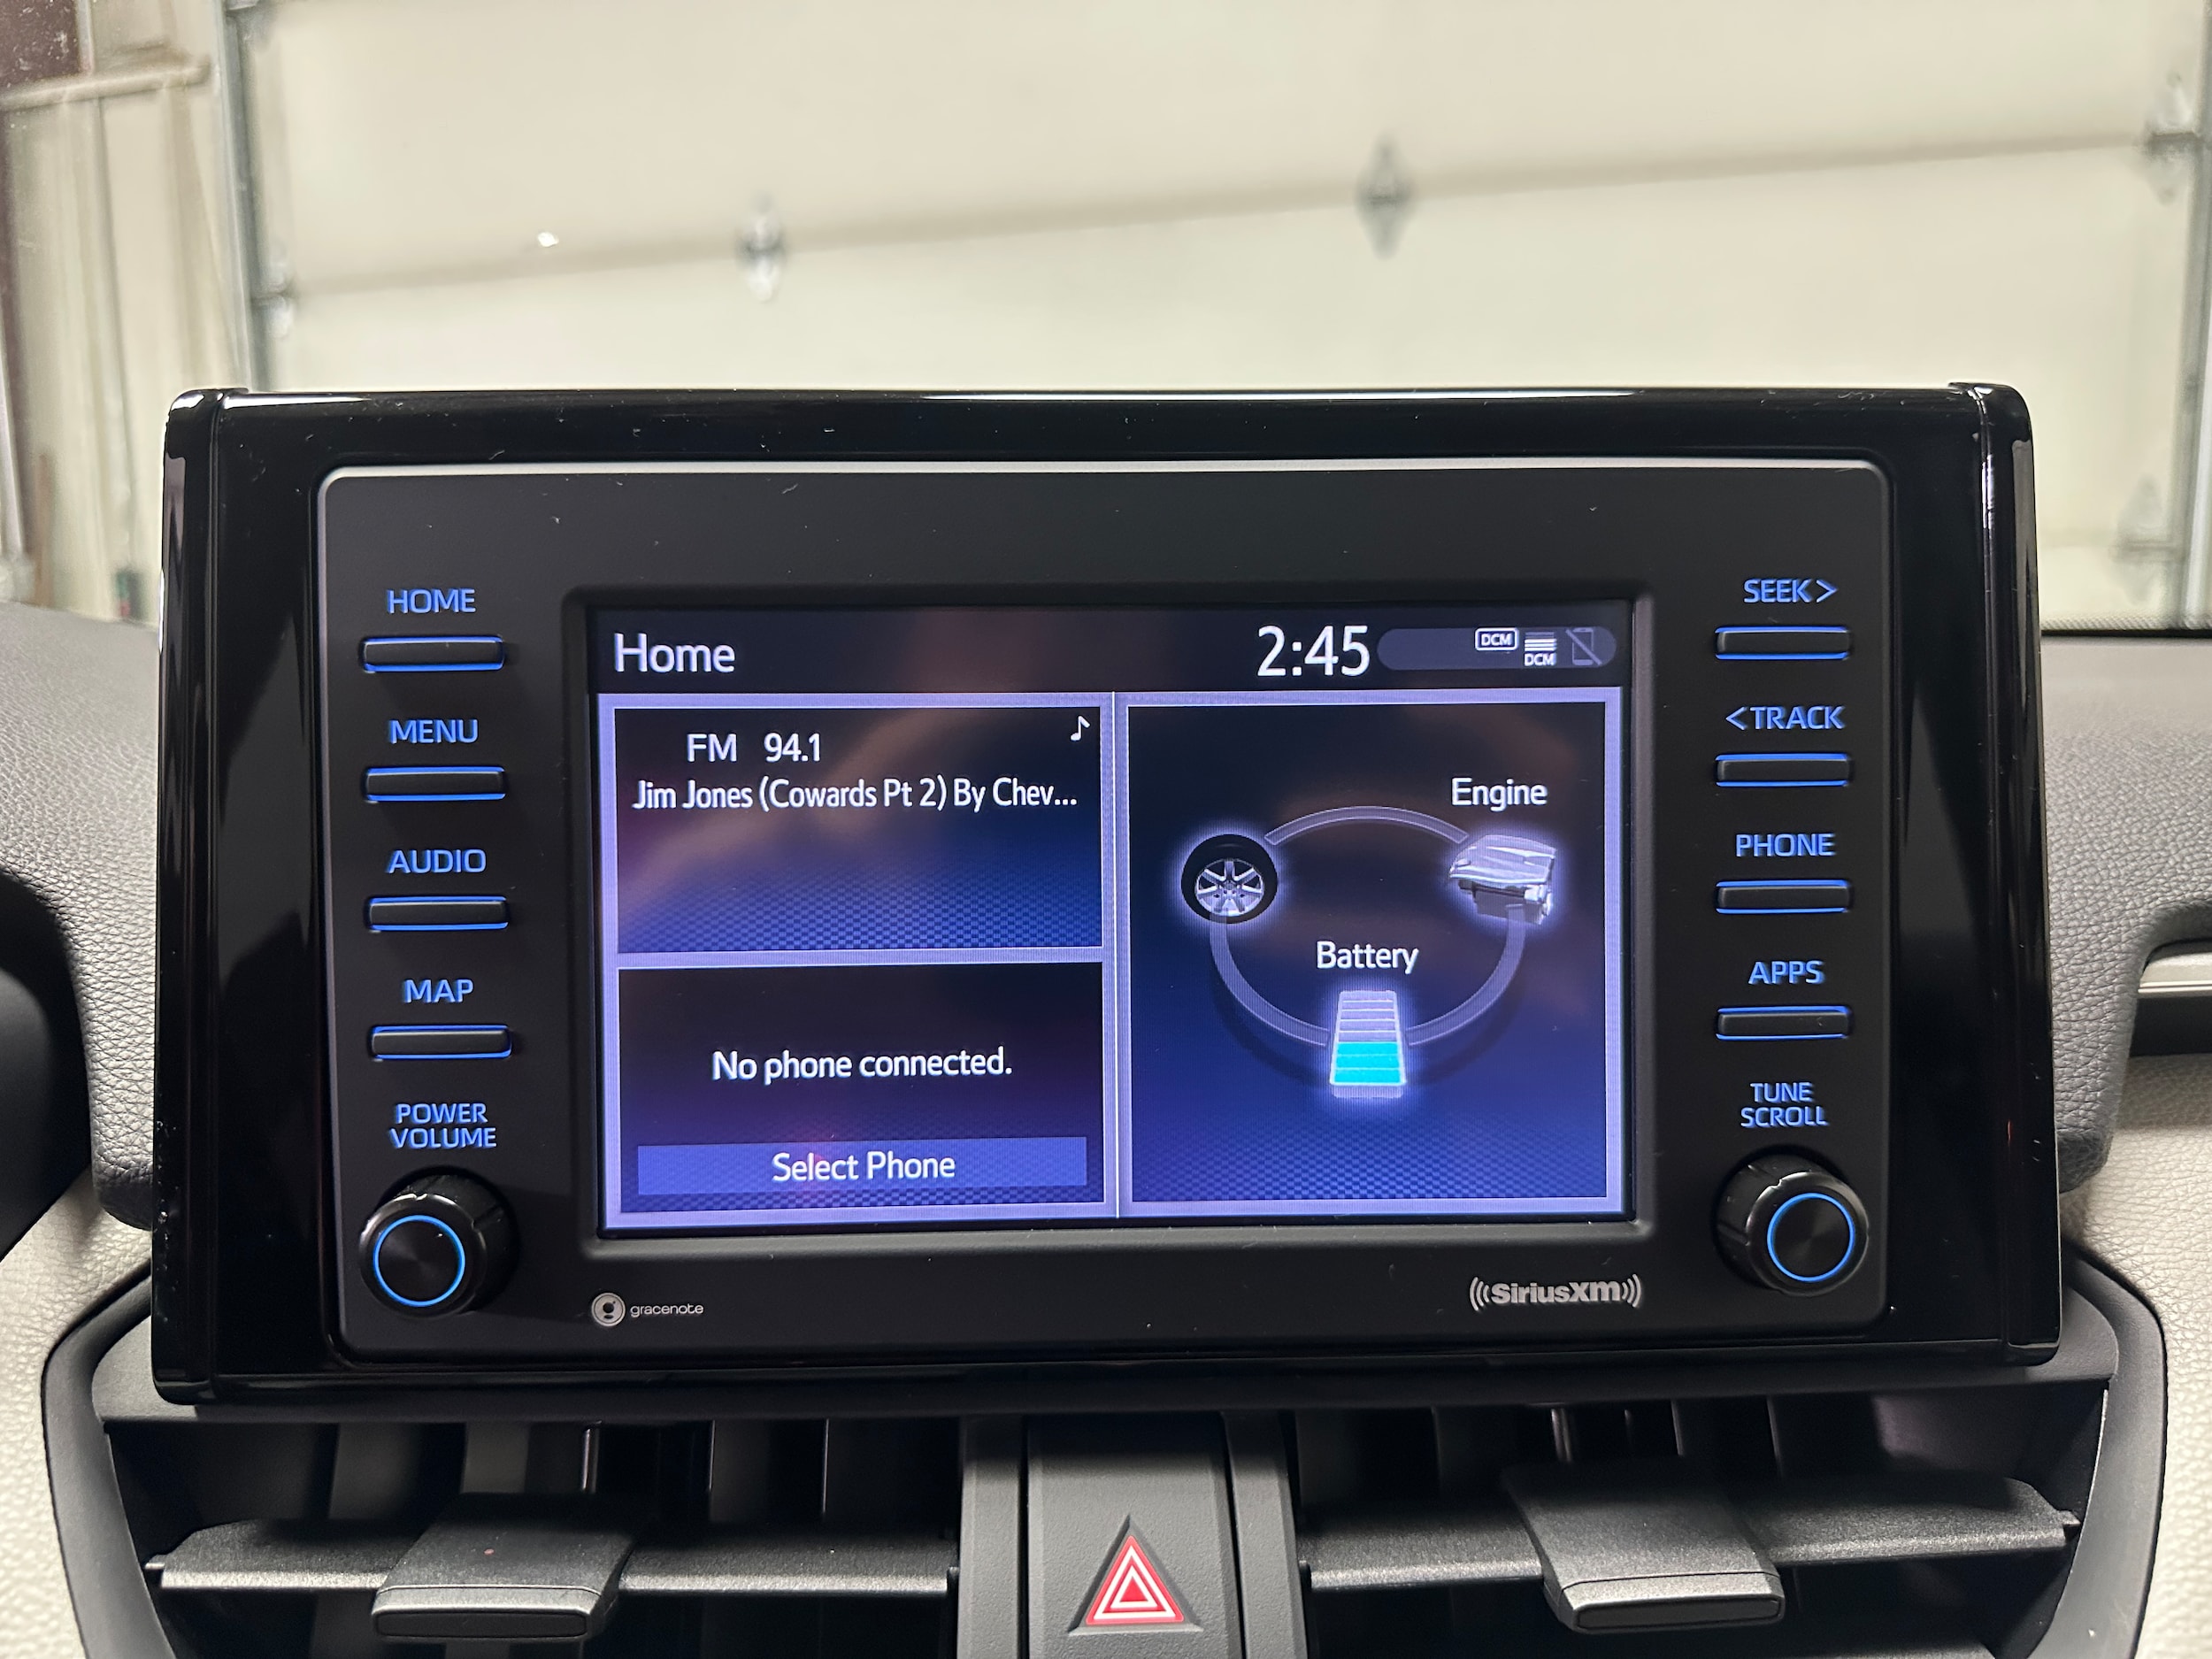 HOME
MENU
AUDIO
MAP
POWER
VOLUME
Home
2:45
DCM
DCM
FM 94.1
Jim Jones (Cowards Pt 2) By Chev...
No phone connected.
Select Phone
Engine
Battery
SEEK>
<TRACK
PHONE
APPS
TUNE
SCROLL
gracenote
((SiriusXM))